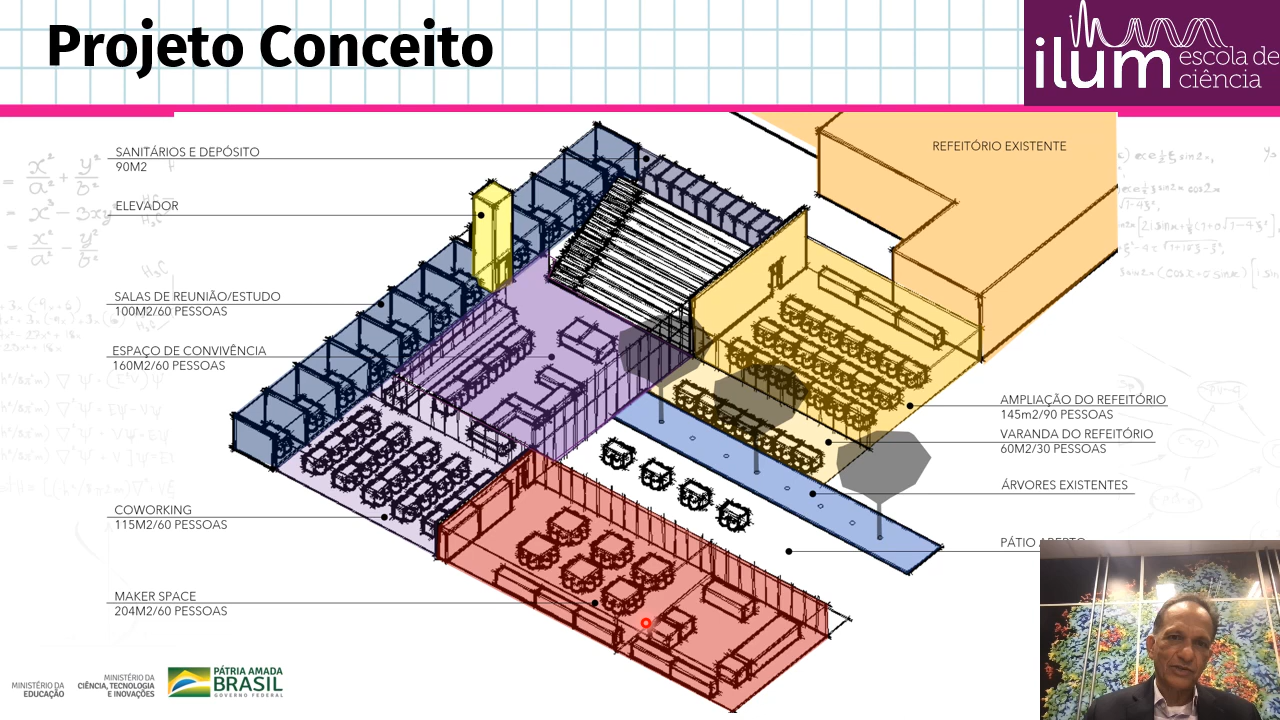 Projeto Conceito
ilum escola de
ciência
REFEITÓRIO EXISTENTE
SANITÁRIOS E DEPÓSITO
90M2
ELEVADOR
SALAS DE REUNIÃO/ESTUDO
100M2/60 PESSOAS
ESPAÇO DE CONVIVÊNCIA
160M2/60 PESSOAS
COWORKING
115M2/60 PESSOAS
MAKER SPACE
204M2/60 PESSOAS
AMPLIAÇÃO DO REFEITÓRIO
145m2/90 PESSOAS
VARANDA DO REFEITÓRIO
60M2/30 PESSOAS
ÁRVORES EXISTENTES
PÁTIO
MINISTÉRIO DA
EDUCAÇÃO
MINISTÉRIO DA
CIÊNCIA, TECNOLOGIA
E INOVAÇÕES
PÁTRIA AMADA
BRASIL
GOVERNO FEDERAL